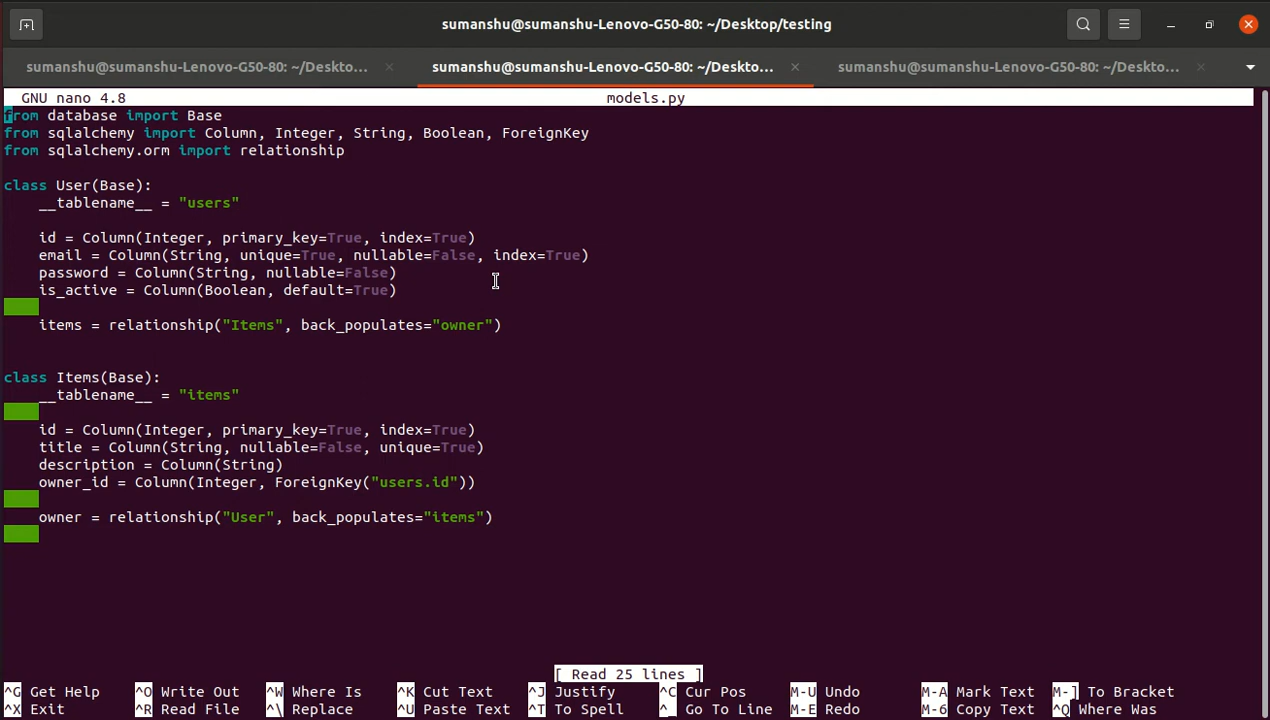 sumanshu@sumanshu-Lenovo-G50-80: ~/Desktop/testing
sumanshu@sumanshu-Lenovo-G50-80: ~/Deskto... × sumanshu@sumanshu-Lenovo-G50-80: ~/Deskto... × sumanshu@sumanshu-Lenovo-G50-80: ~/Deskto... ×
GNU nano 4.8 models.py
from database import Base
from sqlalchemy import Column, Integer, String, Boolean, ForeignKey
from sqlalchemy.orm import relationship

class User(Base):
    __tablename__ = "users"

    id = Column(Integer, primary_key=True, index=True)
    email = Column(String, unique=True, nullable=False, index=True)
    password = Column(String, nullable=False)
    is_active = Column(Boolean, default=True)

    items = relationship("Items", back_populates="owner")


class Items(Base):
    __tablename__ = "items"

    id = Column(Integer, primary_key=True, index=True)
    title = Column(String, nullable=False, unique=True)
    description = Column(String)
    owner_id = Column(Integer, ForeignKey("users.id"))

    owner = relationship("User", back_populates="items")

[ Read 25 lines ]
^G Get Help ^O Write Out ^W Where Is ^K Cut Text ^J Justify ^C Cur Pos M-U Undo M-A Mark Text M-] To Bracket
^X Exit ^R Read File ^\ Replace ^U Paste Text ^T To Spell ^_ Go To Line M-E Redo M-6 Copy Text ^Q Where Was